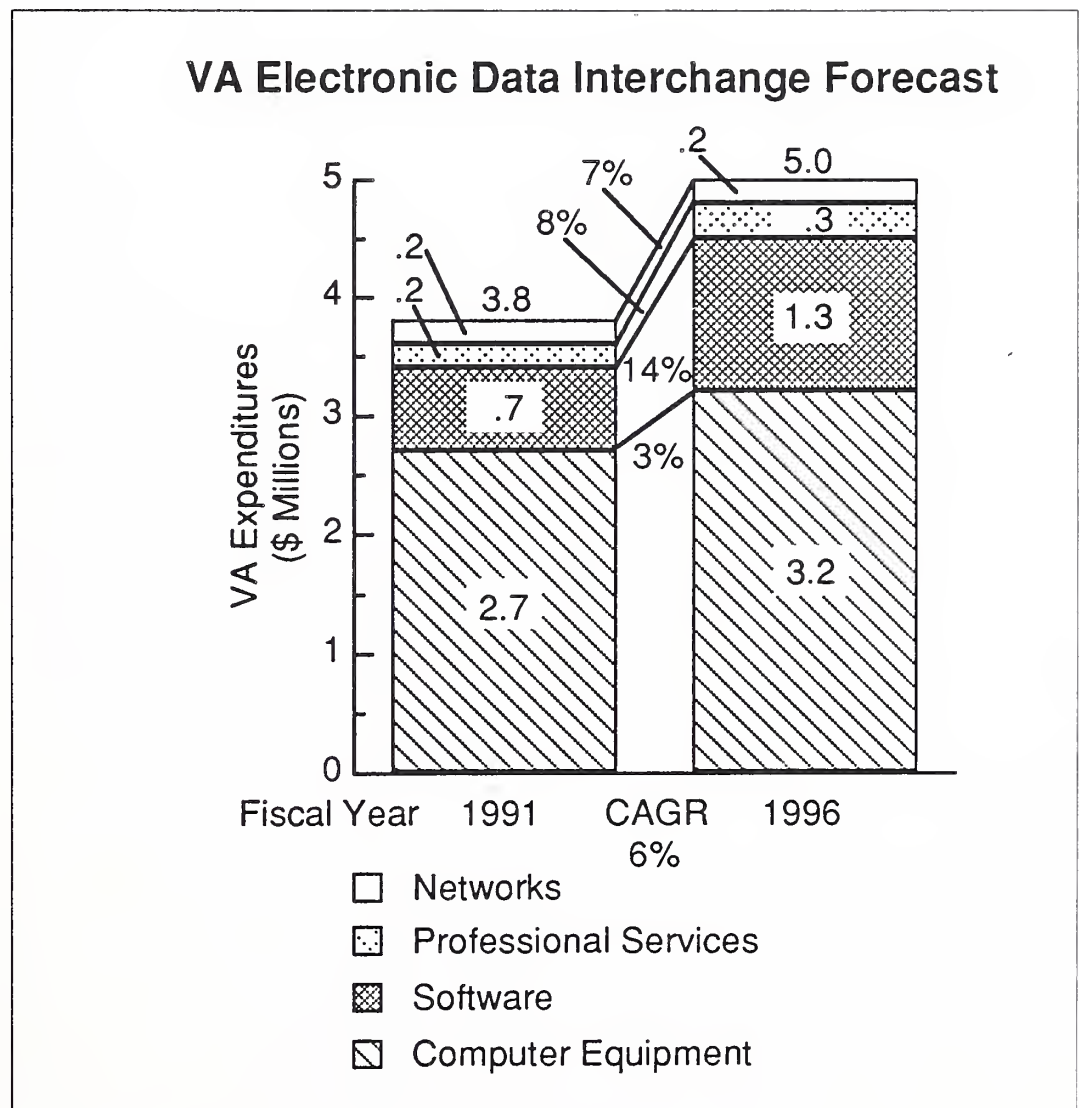 VA Electronic Data Interchange Forecast
VA Expenditures
($ Millions)
5
4
3
2
1
0
.2
.2
3.8
.7
2.7
7%
8%
14%
3%
.2
5.0
.3
1.3
3.2
Fiscal Year 1991 CAGR 1996
6%
Networks
Professional Services
Software
Computer Equipment